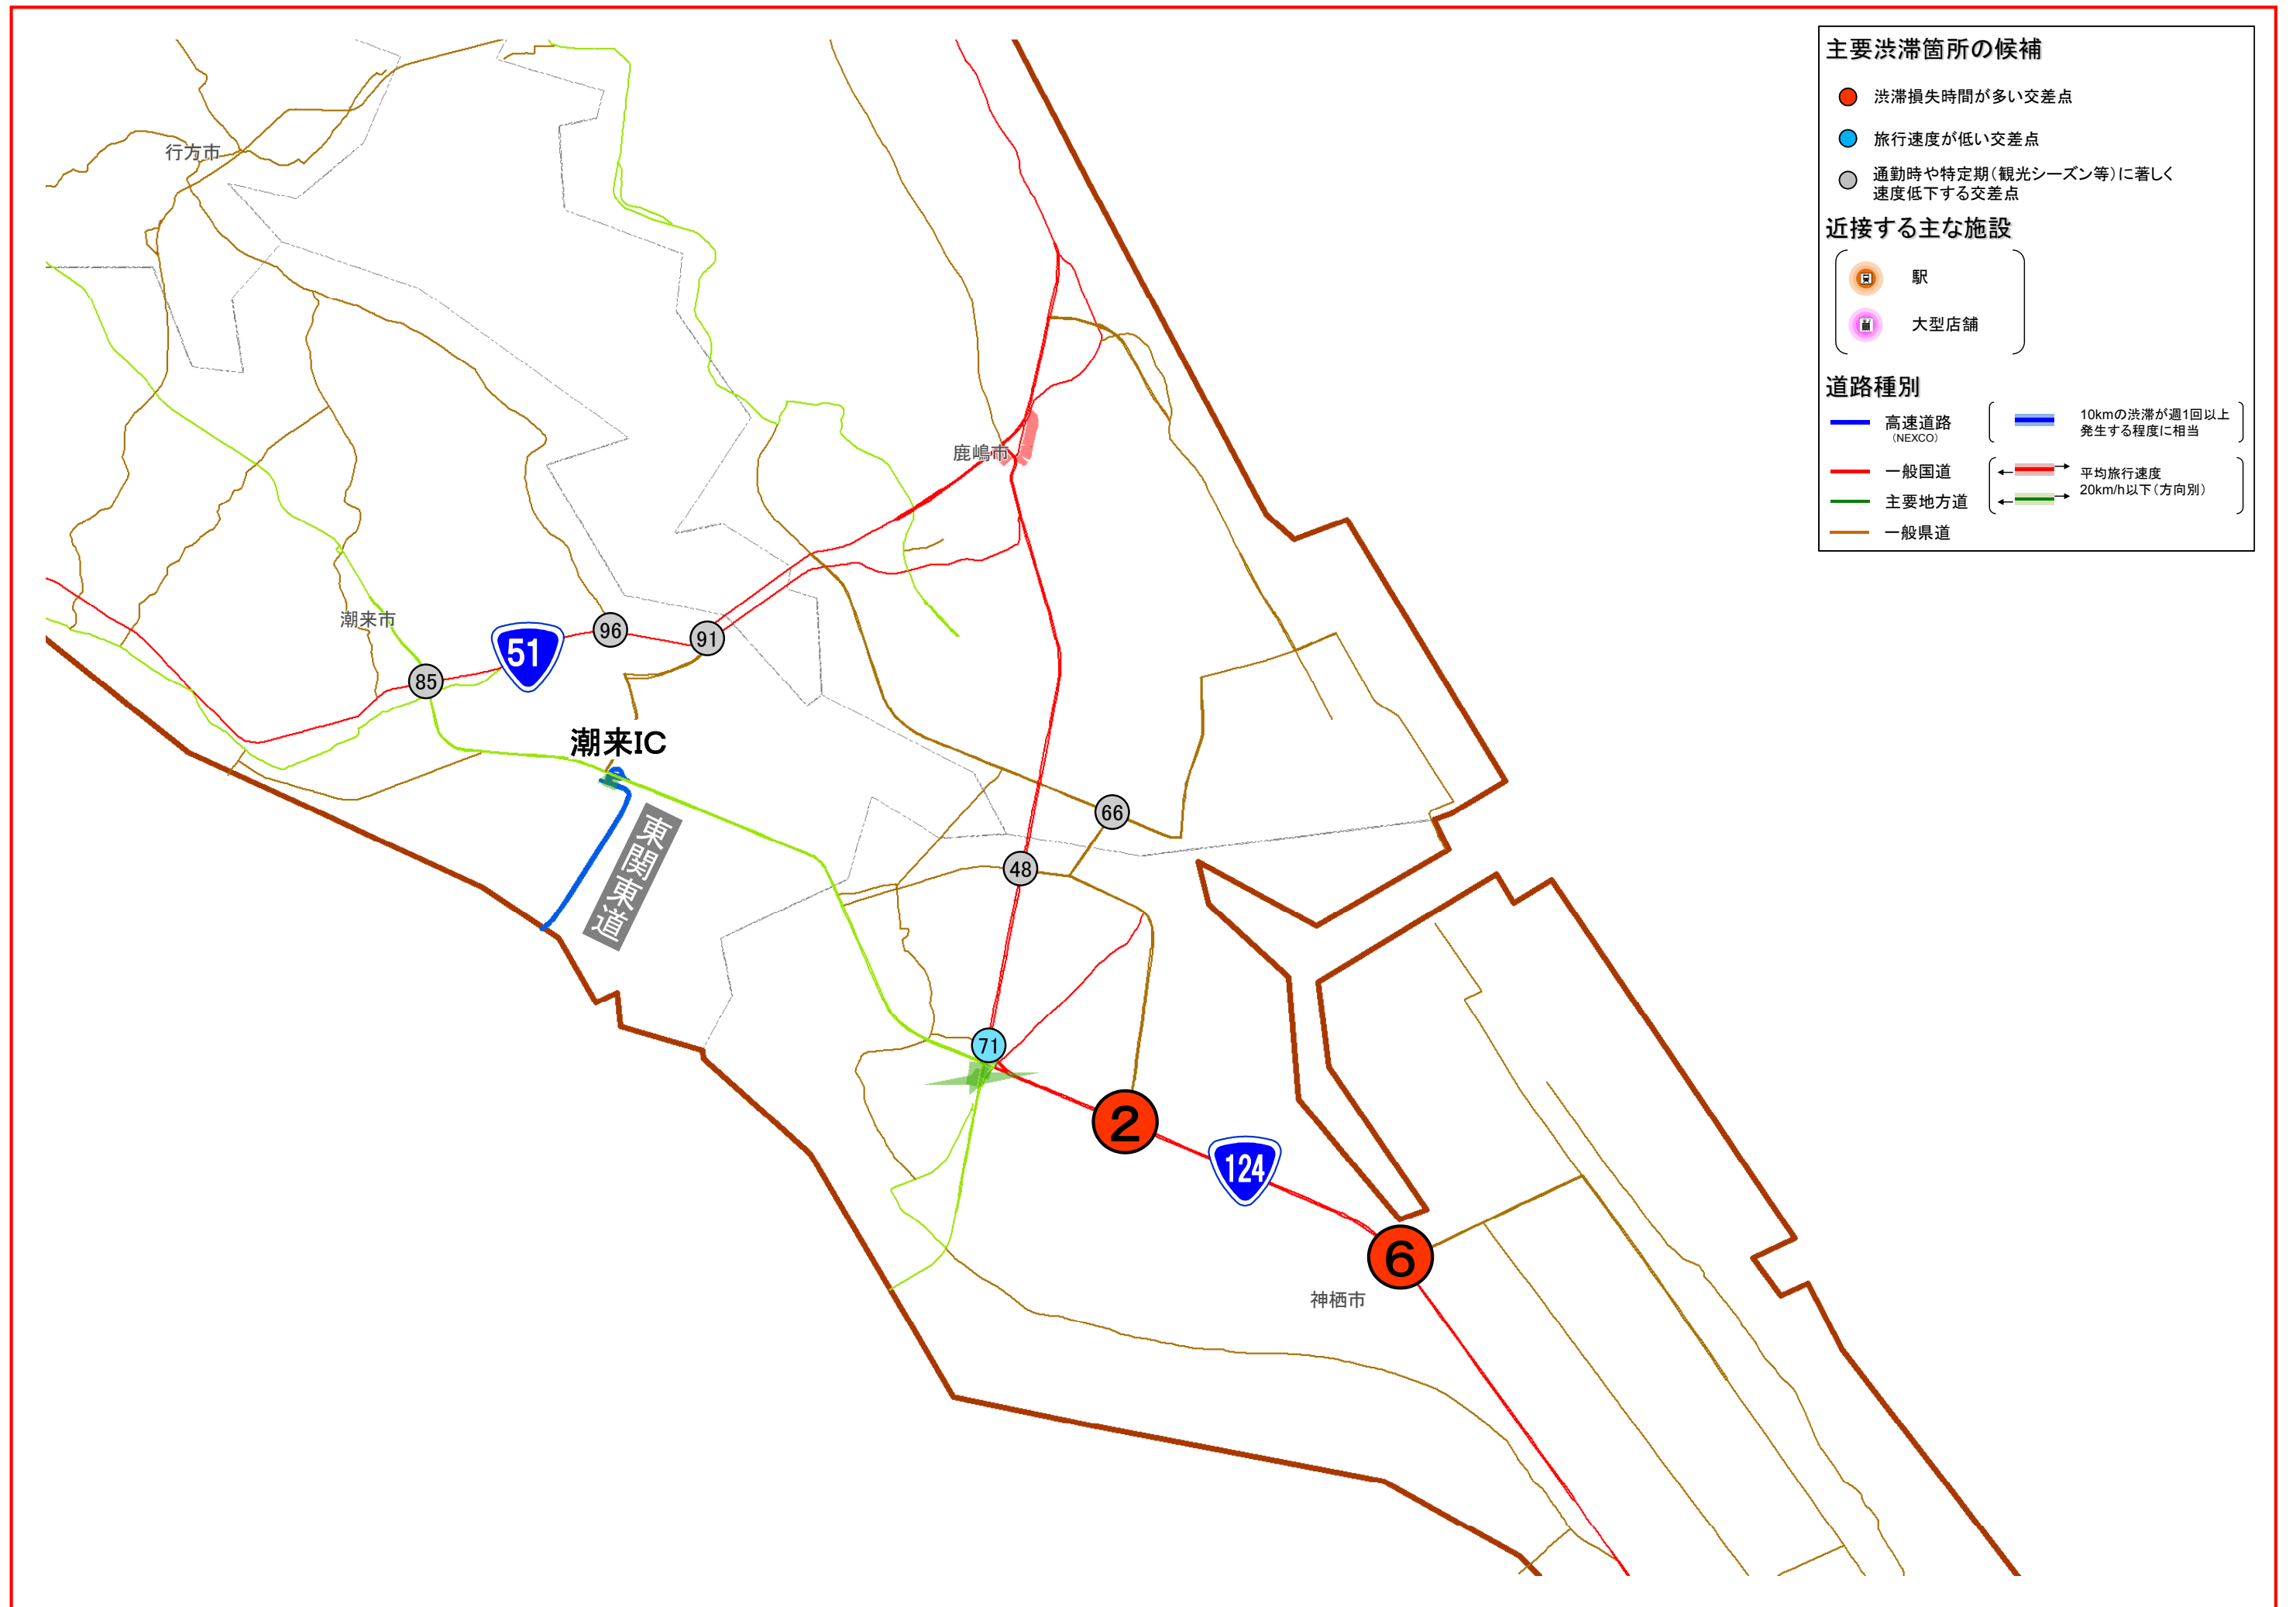 主要渋滞箇所の候補
渋滞損失時間が多い交差点
旅行速度が低い交差点
通勤時や特定期（観光シーズン等）に著しく
速度低下する交差点
近接する主な施設
駅
大型店舗
道路種別
高速道路
（NEXCO）
10kmの渋滞が週1回以上
発生する程度に相当
一般国道
主要地方道
平均旅行速度
20km/h以下（方向別）
一般県道
行方市
鹿嶋市
潮来市
96
91
51
85
潮来IC
東関東道
66
48
71
2
124
6
神栖市